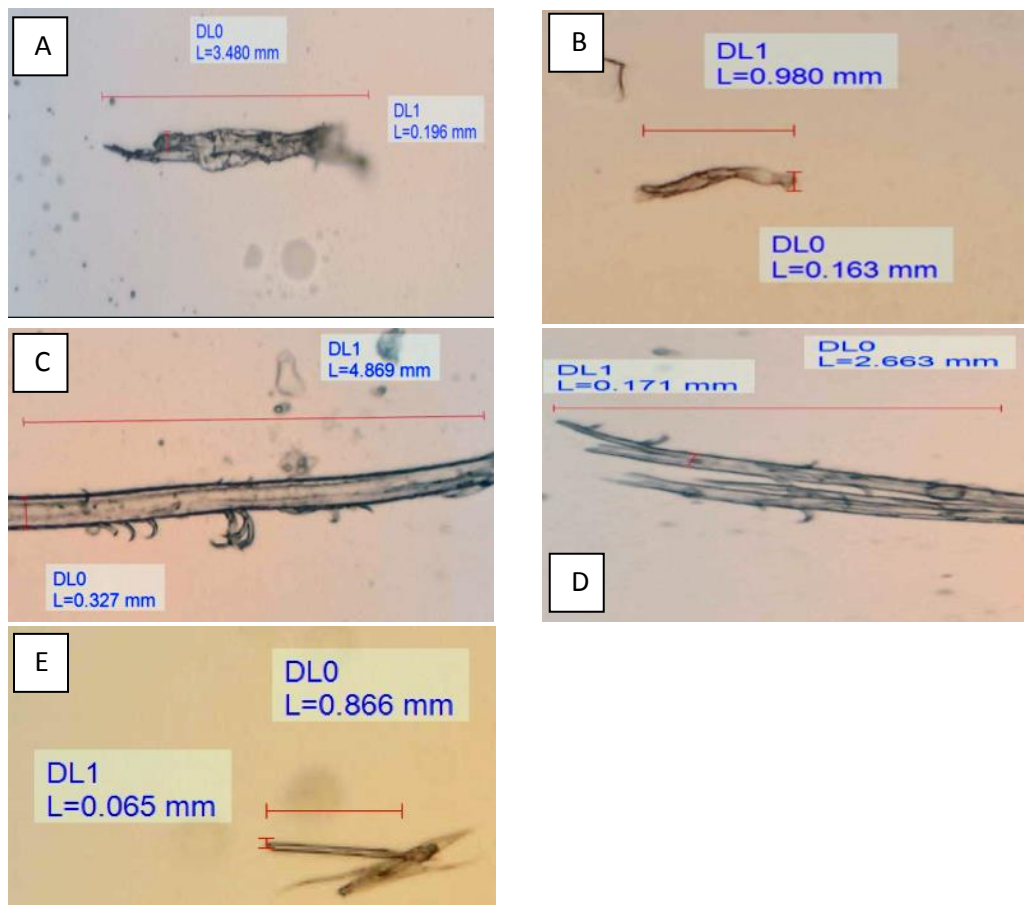 A
DL0
L=3.480 mm
DL1
L=0.196 mm
B
DL1
L=0.980 mm
DL0
L=0.163 mm
C
DL1
L=4.869 mm
DL0
L=0.327 mm
DL0
L=2.663 mm
DL1
L=0.171 mm
D
E
DL0
L=0.866 mm
DL1
L=0.065 mm